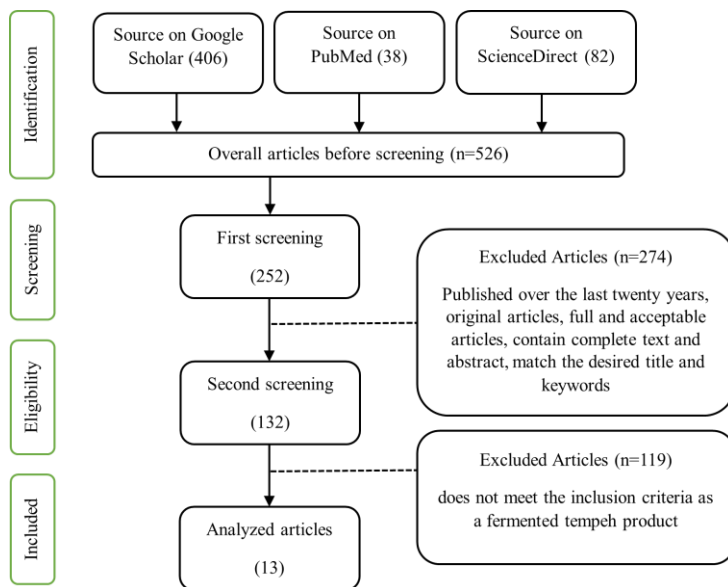 Identification
Source on Google
Scholar (406)
Source on
PubMed (38)
Source on
ScienceDirect (82)
Overall articles before screening (n=526)
Screening
First screening
(252)
Excluded Articles (n=274)
Published over the last twenty years,
original articles, full and acceptable
articles, contain complete text and
abstract, match the desired title and
keywords
Eligibility
Second screening
(132)
Excluded Articles (n=119)
does not meet the inclusion criteria as
a fermented tempeh product
Included
Analyzed articles
(13)